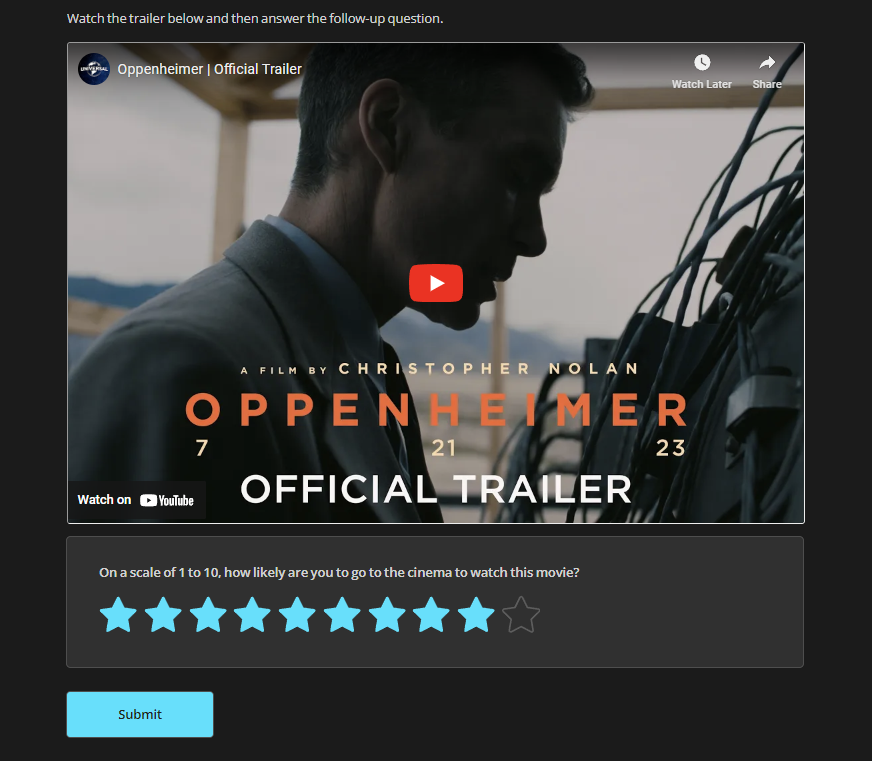 Watch the trailer below and then answer the follow-up question.
UNIVERSAL
Oppenheimer | Official Trailer
Watch Later
Share
A FILM BY CHRISTOPHER NOLAN
OPPENHEIMER
7 21 23
OFFICIAL TRAILER
Watch on YouTube
On a scale of 1 to 10, how likely are you to go to the cinema to watch this movie?
Submit